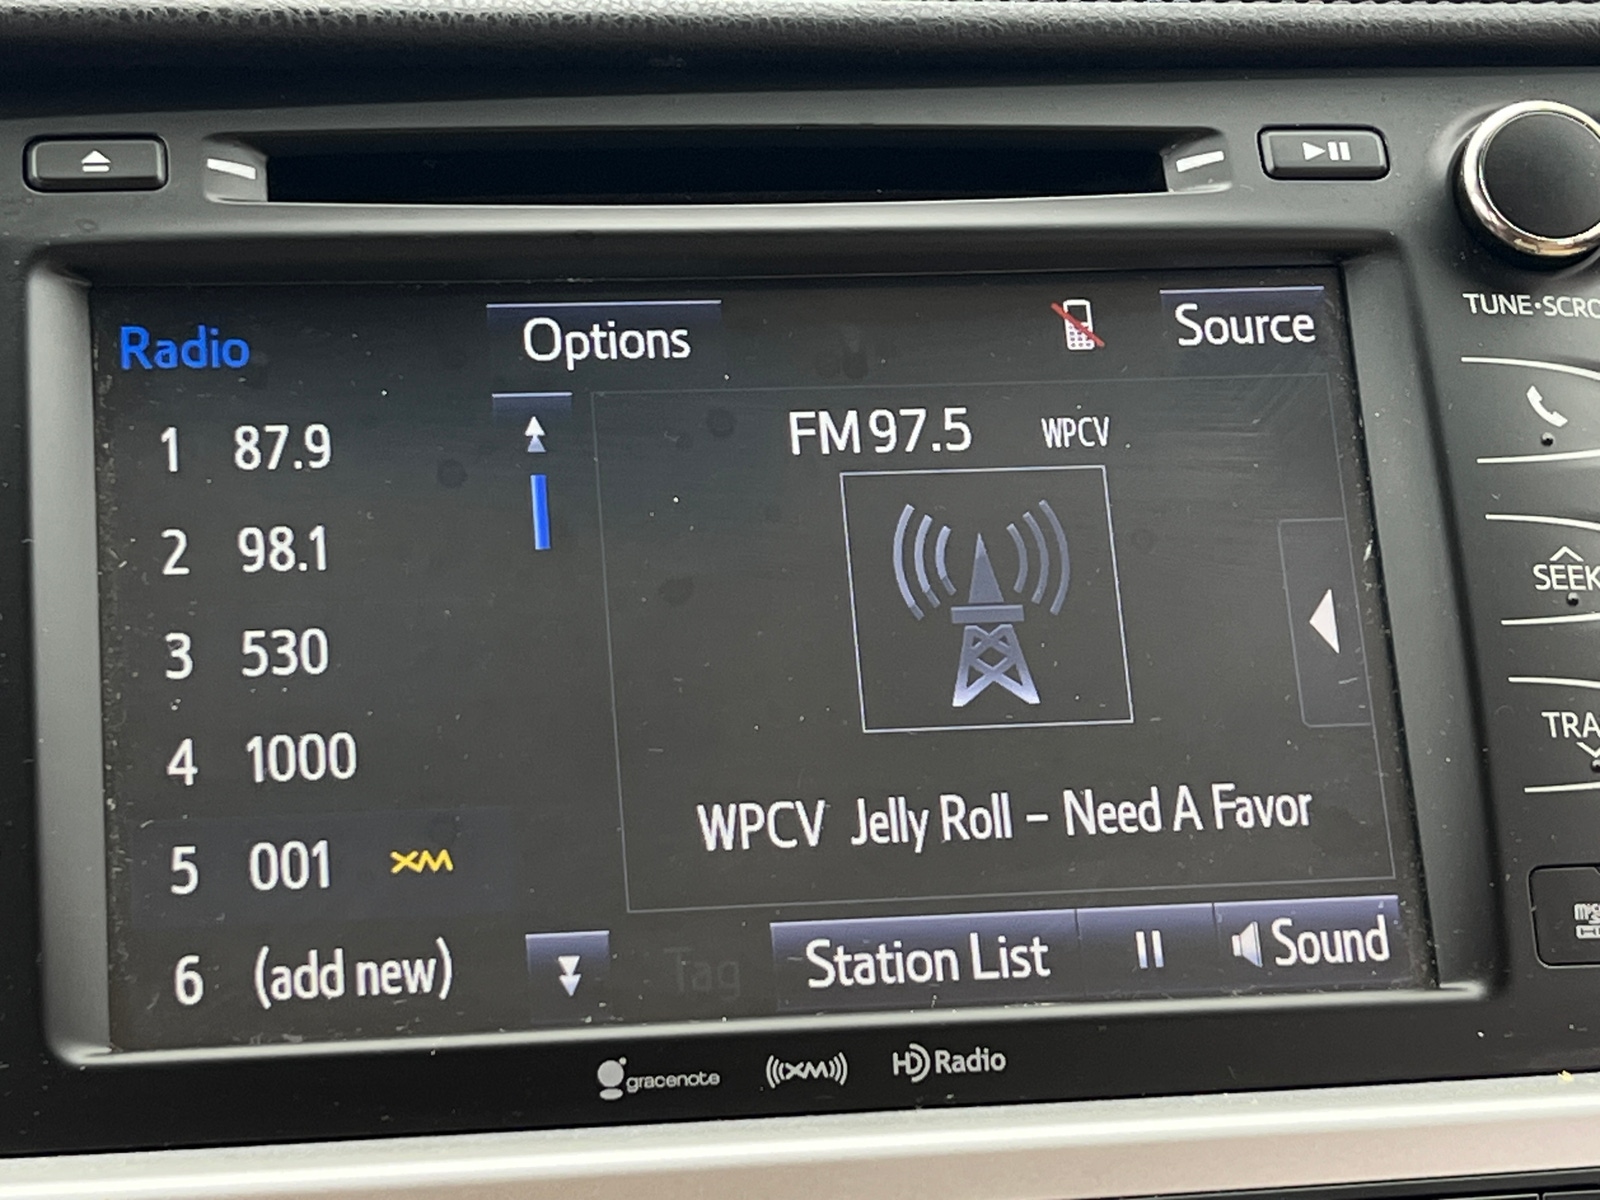 Radio
Options
Source
TUNE·SCRO
1 87.9
2 98.1
3 530
4 1000
5 001 XM
6 (add new)
FM 97.5 WPCV
WPCV Jelly Roll - Need A Favor
Tag
Station List
Sound
SEEK
TRA
gracenote
((XM))
HD Radio